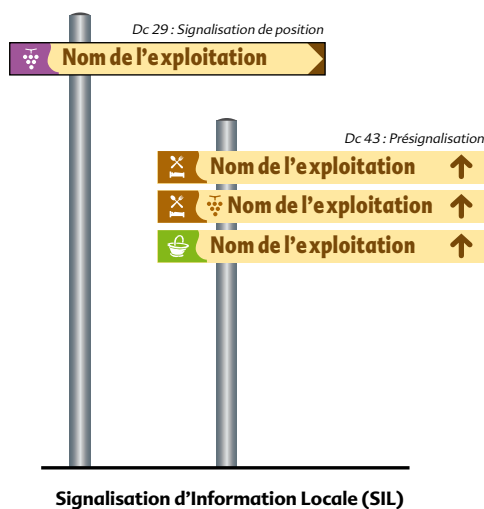 Dc 29 : Signalisation de position
Nom de l'exploitation
Dc 43 : Présignalisation
Nom de l'exploitation
Nom de l'exploitation
Nom de l'exploitation
Signalisation d'Information Locale (SIL)